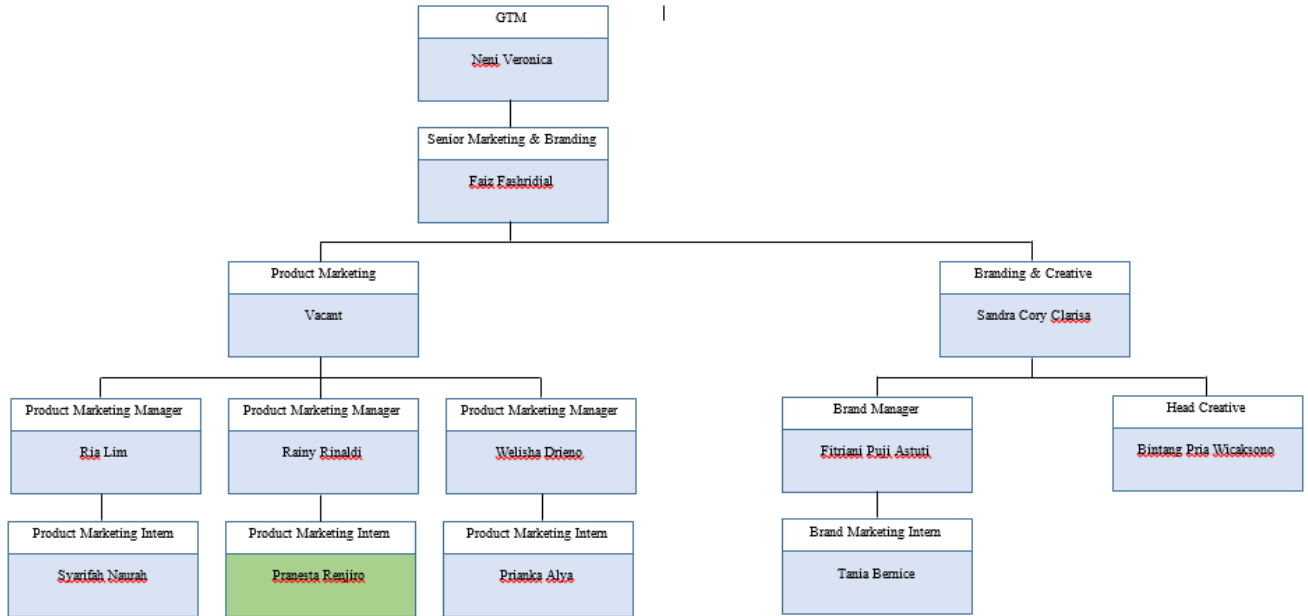 GTM
Neni Veronica
Senior Marketing & Branding
Faiz Fashridjal
Product Marketing
Vacant
Branding & Creative
Sandra Cory Clarisa
Product Marketing Manager
Ria Lim
Product Marketing Manager
Rainy Rinaldi
Product Marketing Manager
Welisha Drieno
Brand Manager
Fitriani Puji Astuti
Head Creative
Bintang Pria Wicaksono
Product Marketing Intern
Syarifah Naurah
Product Marketing Intern
Pranesta Renjiro
Product Marketing Intern
Prianka Alya
Brand Marketing Intern
Tania Bernice